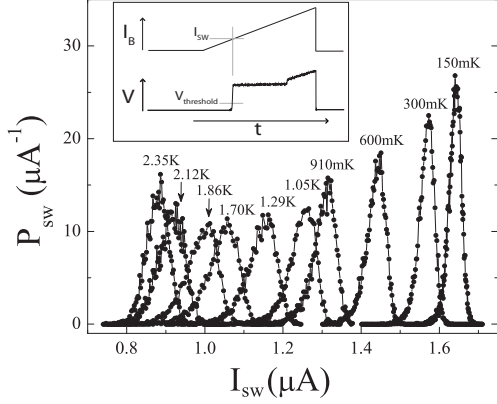 I_B
I_SW
V
V_threshold
t
30
20
10
0
P_sw (μA⁻¹)
2.35K
2.12K
1.86K
1.70K
1.29K
1.05K
910mK
600mK
300mK
150mK
0.8
1.0
1.2
1.4
1.6
I_sw(μA)